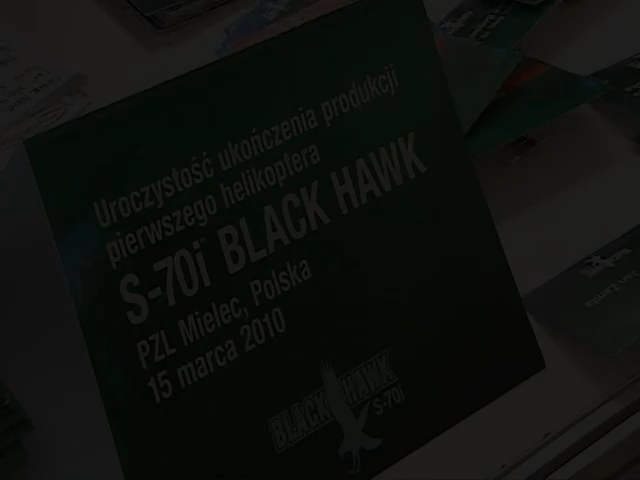 Uroczystość ukończenia produkcji
pierwszego helikoptera
S-70i BLACK HAWK
PZL Mielec, Polska
15 marca 2010
BLACK HAWK
S-70i